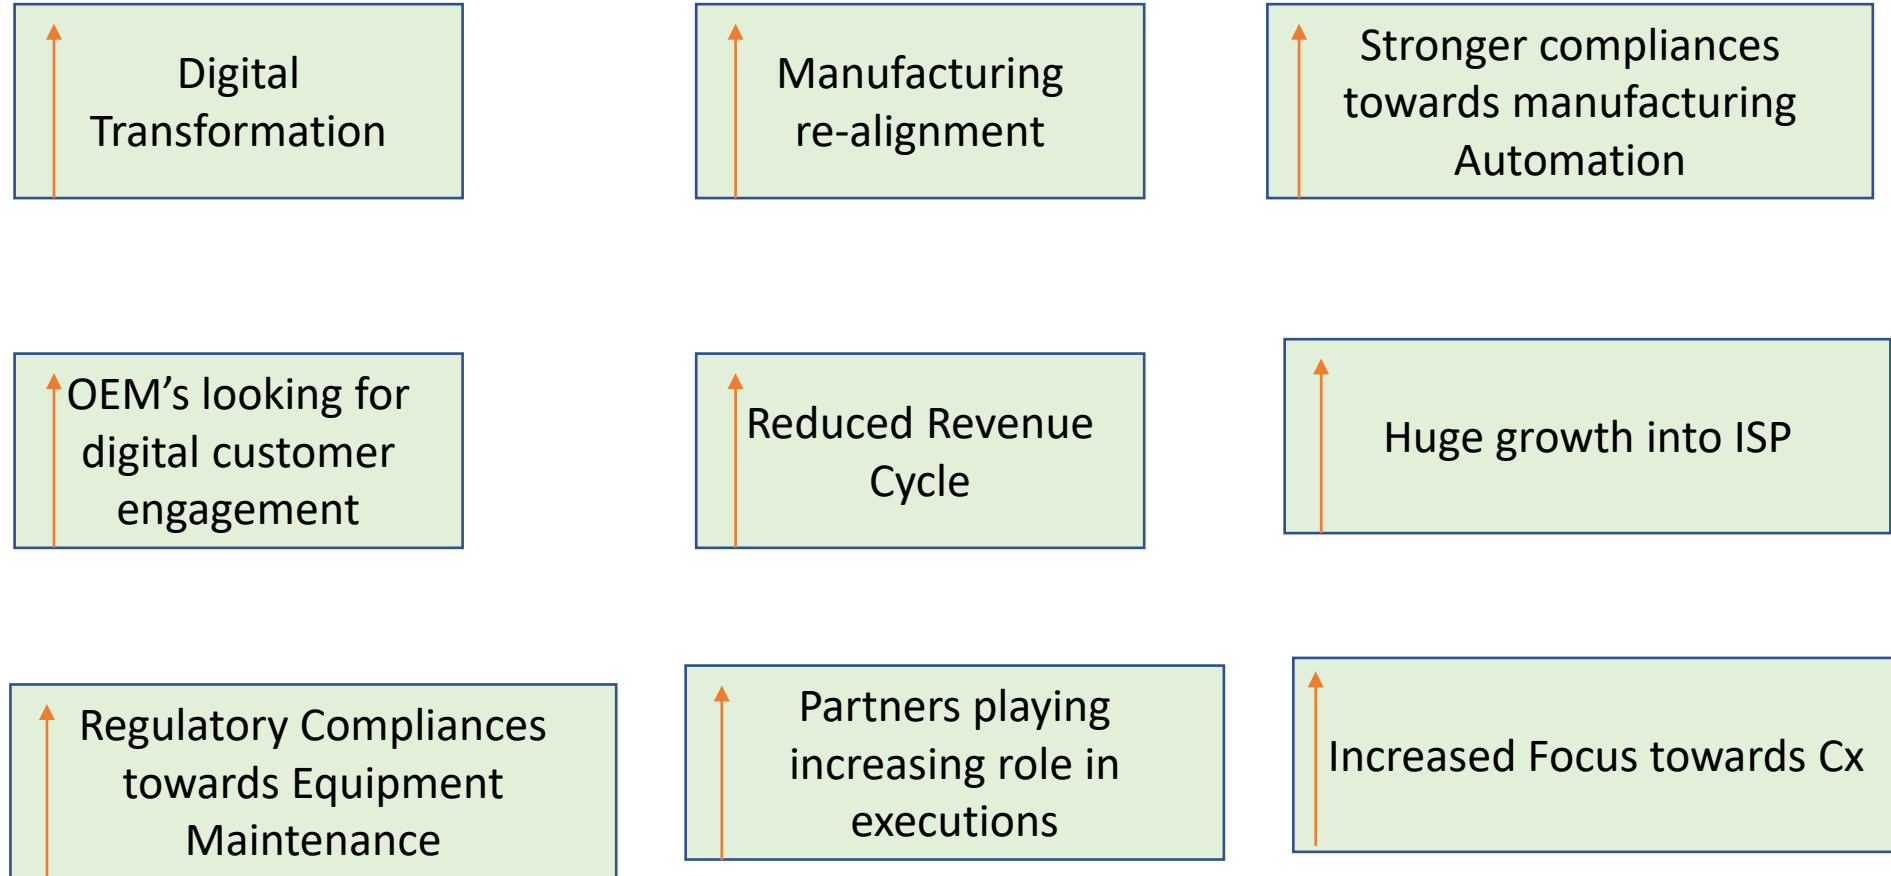 Digital
Transformation
Manufacturing
re-alignment
Stronger compliances
towards manufacturing
Automation
OEM’s looking for
digital customer
engagement
Reduced Revenue
Cycle
Huge growth into ISP
Regulatory Compliances
towards Equipment
Maintenance
Partners playing
increasing role in
executions
Increased Focus towards Cx